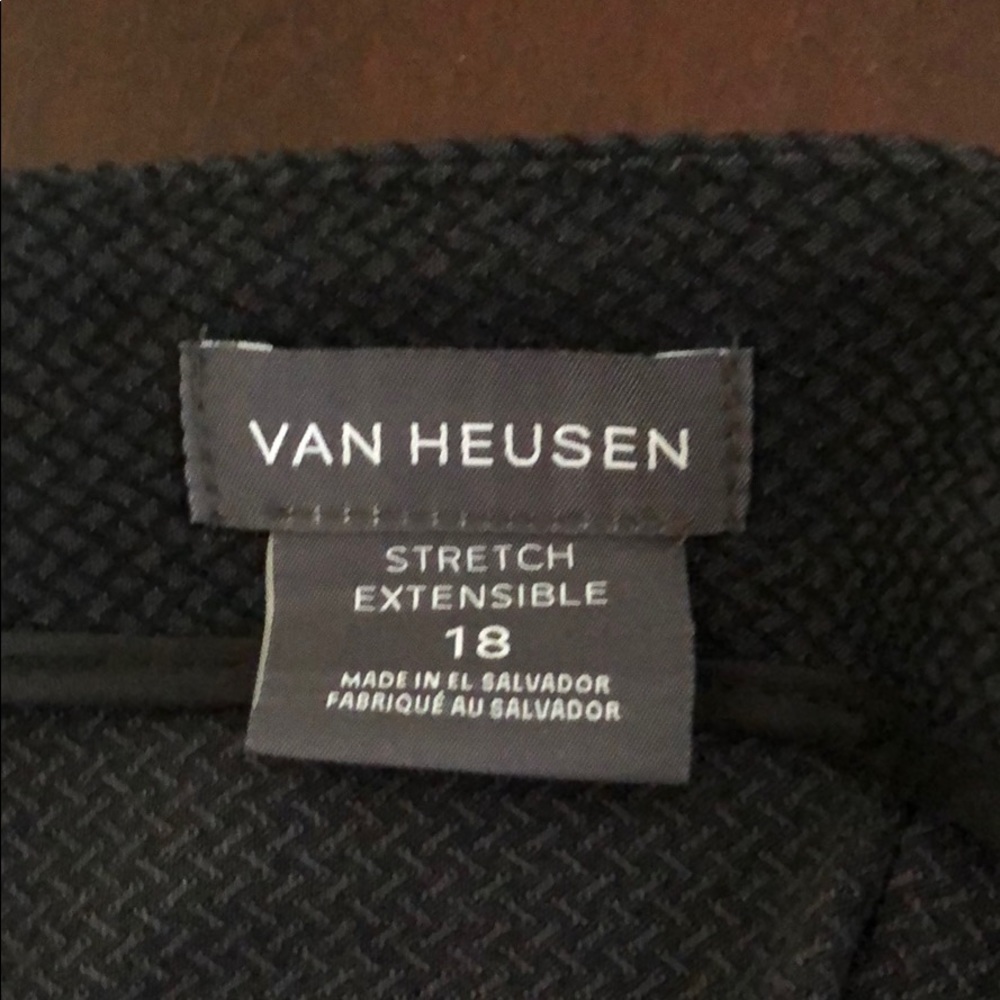 VAN HEUSEN
STRETCH
EXTENSIBLE
18
MADE IN EL SALVADOR
FABRIQUÉ AU SALVADOR